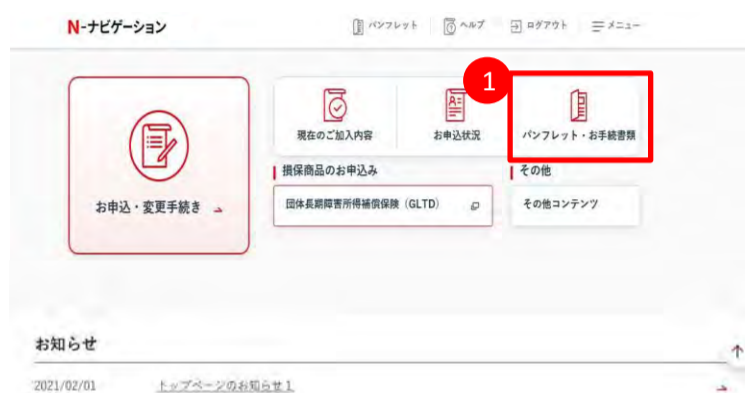 N-ナビゲーション
パンフレット ヘルプ ログアウト メニュー
1
現在のご加入内容 お申込状況 パンフレット・お手続書類
損保商品のお申込み その他
お申込・変更手続き
団体長期障害所得補償保険（GLTD） その他コンテンツ
お知らせ
2021/02/01 トップページのお知らせ1